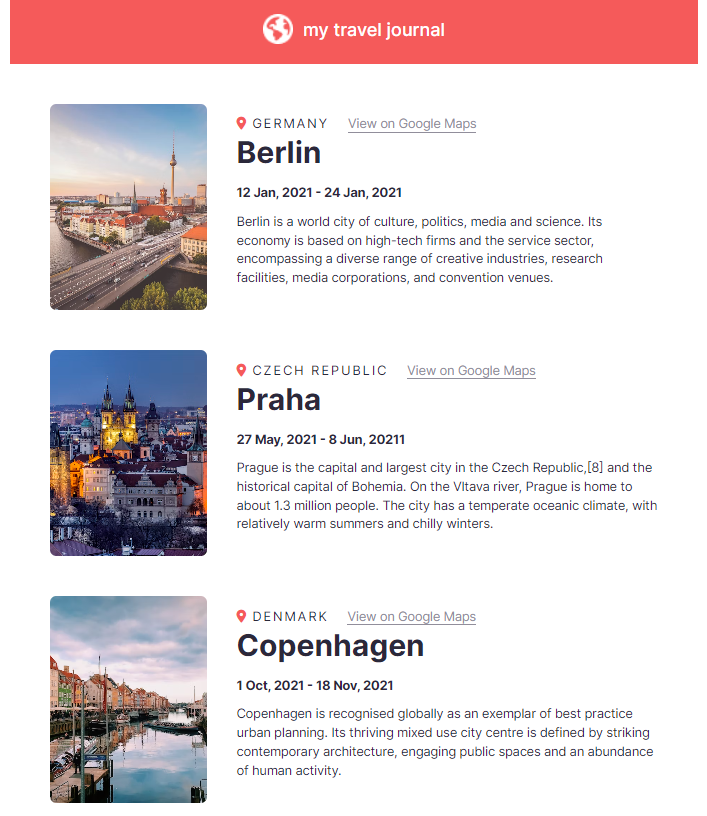 my travel journal
GERMANY View on Google Maps
Berlin
12 Jan, 2021 - 24 Jan, 2021
Berlin is a world city of culture, politics, media and science. Its
economy is based on high-tech firms and the service sector,
encompassing a diverse range of creative industries, research
facilities, media corporations, and convention venues.
CZECH REPUBLIC View on Google Maps
Praha
27 May, 2021 - 8 Jun, 20211
Prague is the capital and largest city in the Czech Republic,[8] and the
historical capital of Bohemia. On the Vltava river, Prague is home to
about 1.3 million people. The city has a temperate oceanic climate, with
relatively warm summers and chilly winters.
DENMARK View on Google Maps
Copenhagen
1 Oct, 2021 - 18 Nov, 2021
Copenhagen is recognised globally as an exemplar of best practice
urban planning. Its thriving mixed use city centre is defined by striking
contemporary architecture, engaging public spaces and an abundance
of human activity.